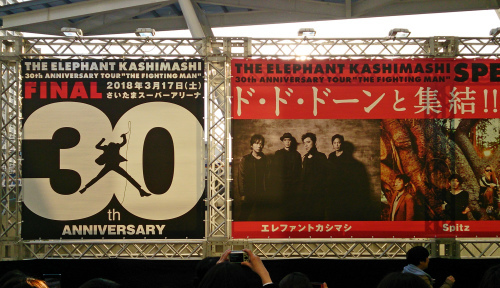 THE ELEPHANT KASHIMASHI
30th ANNIVERSARY TOUR "THE FIGHTING MAN"
FINAL 2018年3月17日(土)
さいたまスーパーアリーナ
30
th
ANNIVERSARY
THE ELEPHANT KASHIMASHI
30th ANNIVERSARY TOUR "THE FIGHTING MAN" SPE
ド・ド・ドーンと集結!!
エレファントカシマシ
Spitz